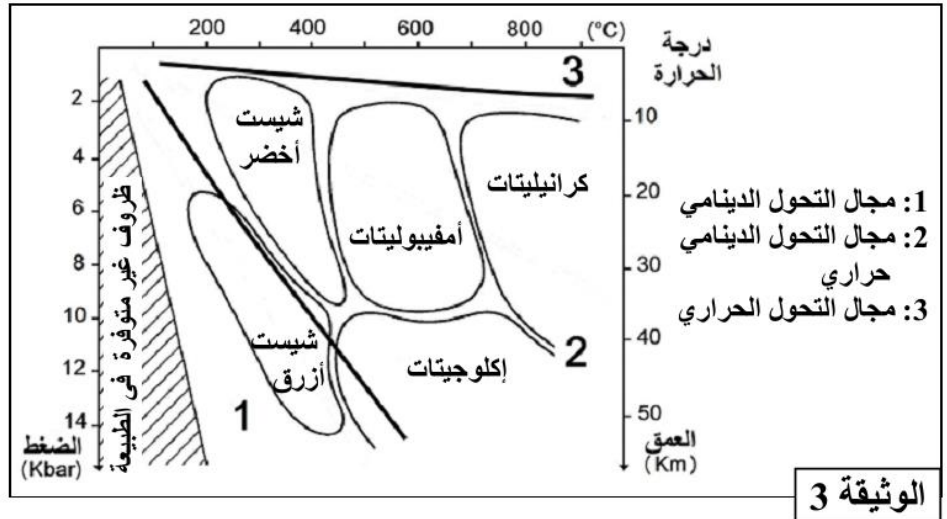 200 400 600 800 (°C)
درجة
الحرارة
3
2
4
6
8
10
12
14
الضغط
(Kbar)
ظروف غير متوفرة في الطبيعة
شيست
أخضر
أمفيبوليتات
كرانيليتات
شيست
أزرق
إكلوجيتات
1
2
10
20
30
40
50
العمق
(Km)
1: مجال التحول الدينامي
2: مجال التحول الدينامي
حراري
3: مجال التحول الحراري
الوثيقة 3